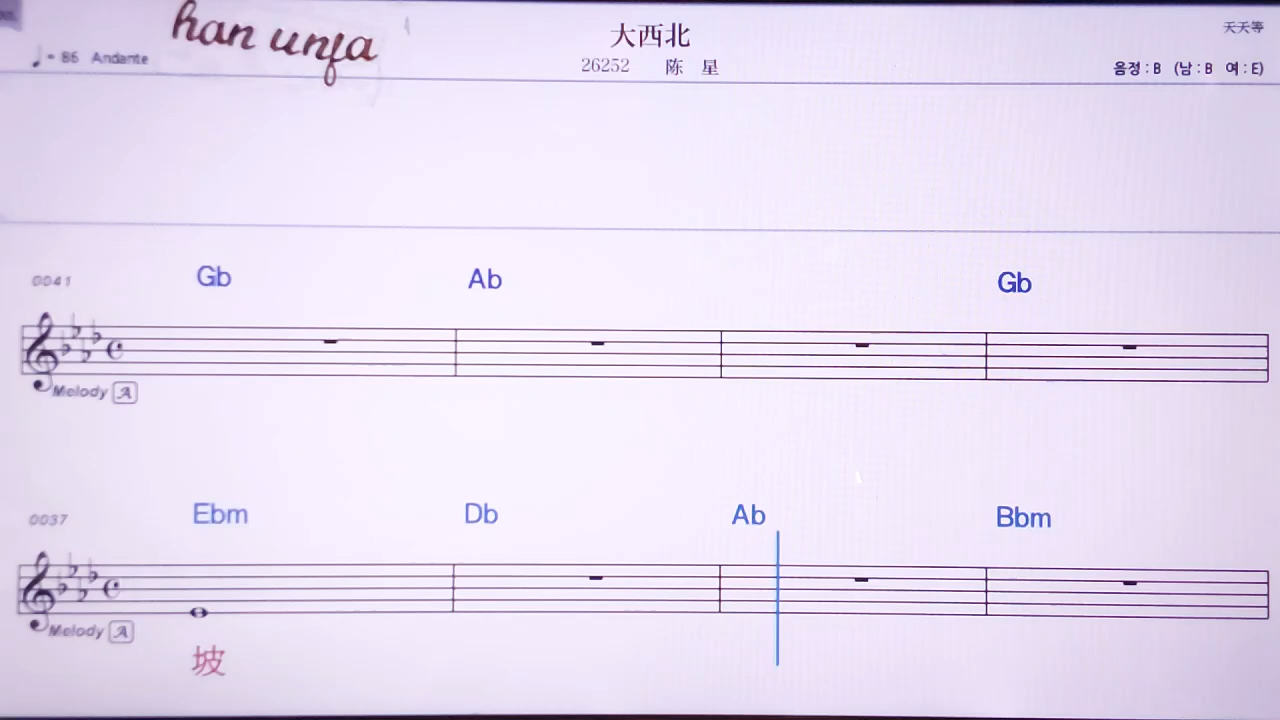 han unfa
大西北
天天等
♩= 86 Andante
26252 陈 星
음정 : B (남 : B 여 : E)
0041 Gb Ab Gb
Melody A
0037 Ebm Db Ab Bbm
Melody A
坡